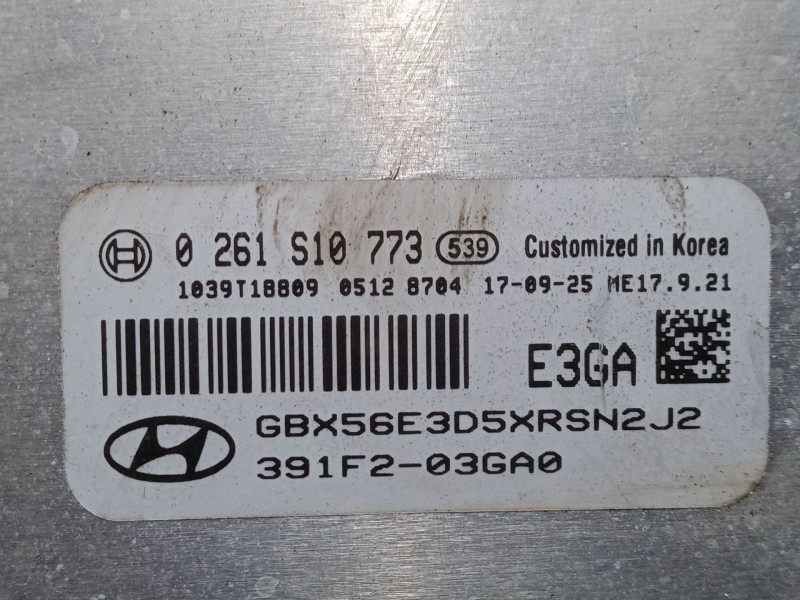 0 261 S10 773 539 Customized in Korea
1039T18809 0512 8704 17-09-25 ME17.9.21
E3GA
GBX56E3D5XRSN2J2
391F2-03GA0